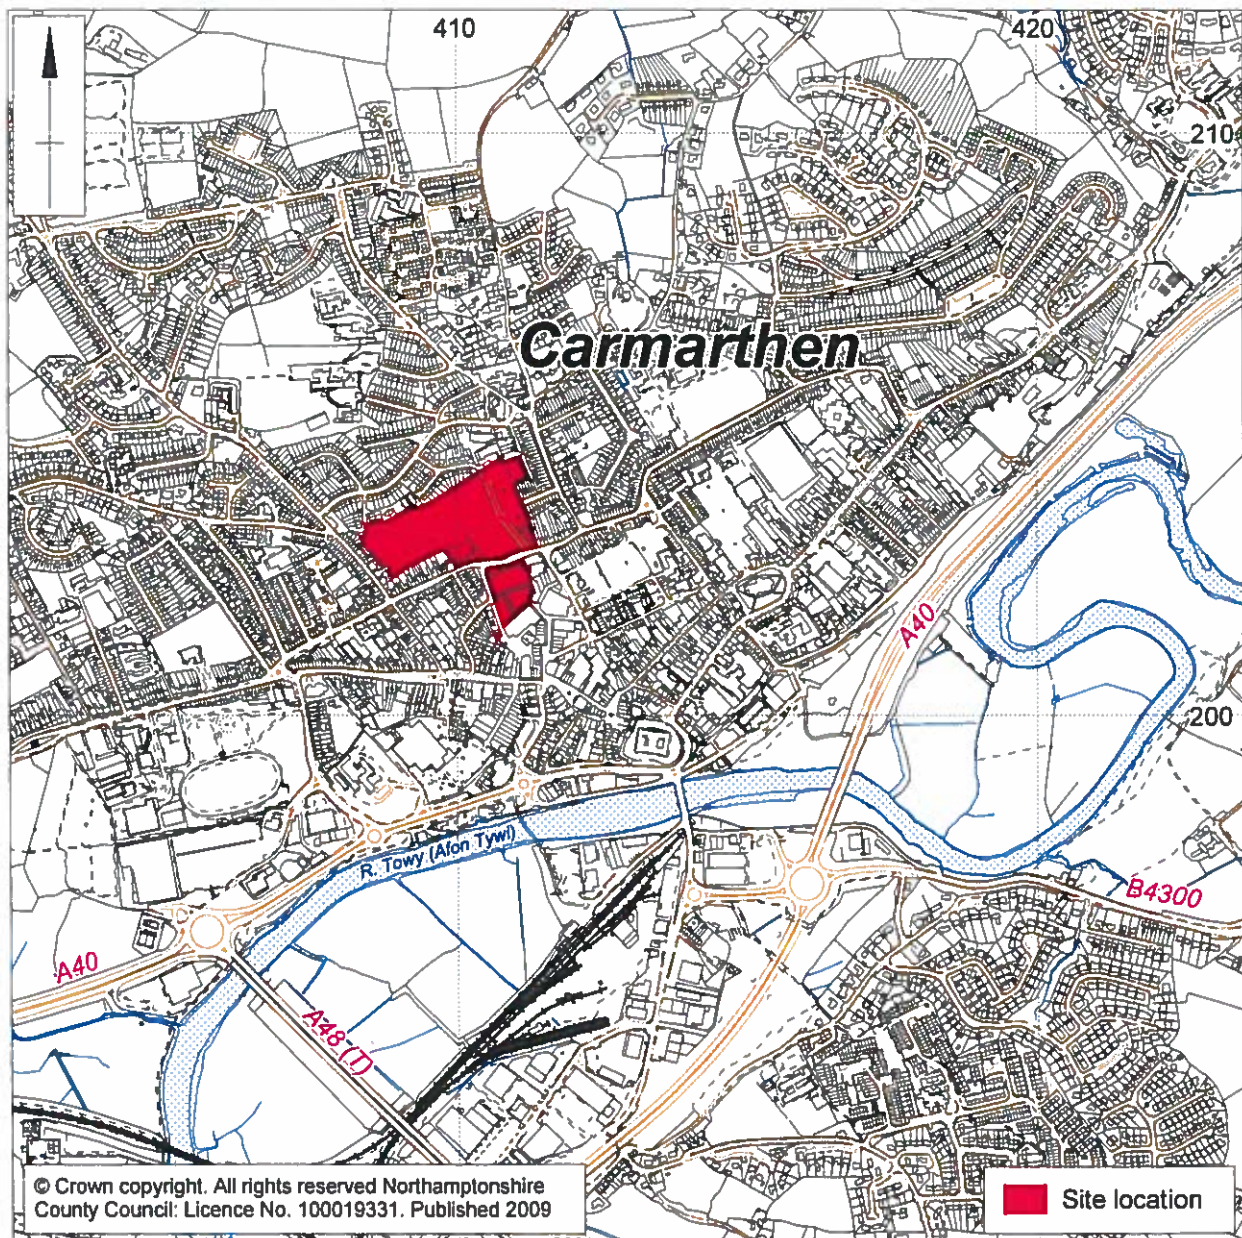 410
420
210
Carmarthen
A40
200
R. Towy (Afon Tywi)
B4300
A40
A48 (T)
© Crown copyright. All rights reserved Northamptonshire
County Council: Licence No. 100019331. Published 2009
Site location